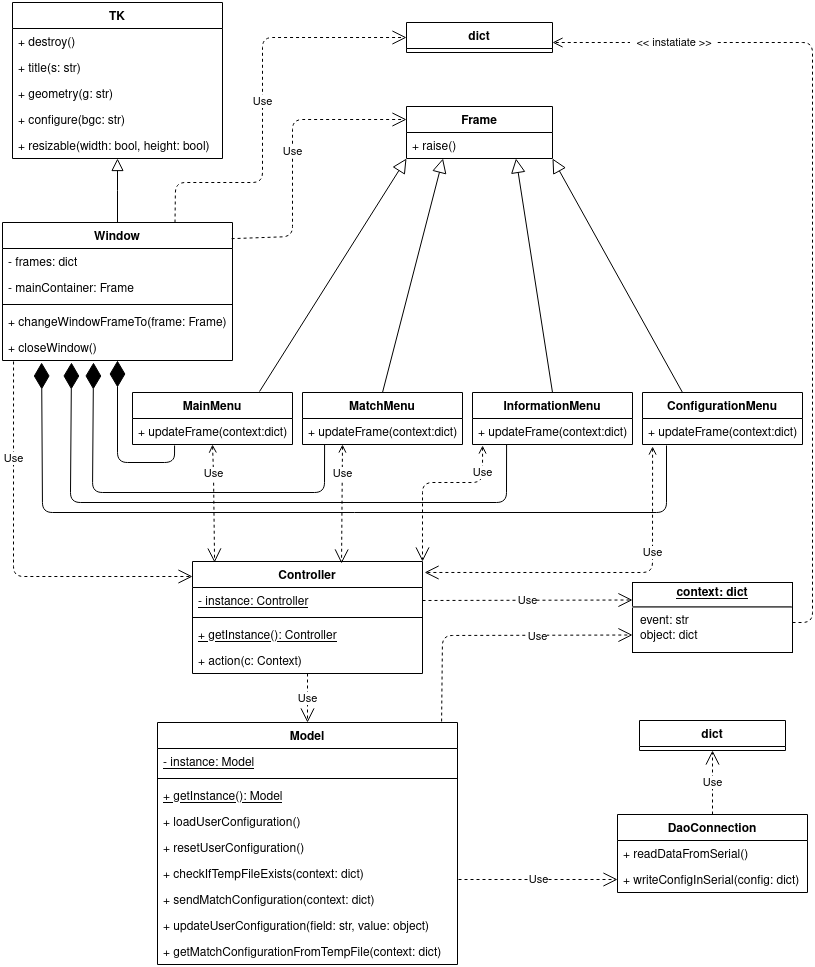 TK
+ destroy()
+ title(s: str)
+ geometry(g: str)
+ configure(bgc: str)
+ resizable(width: bool, height: bool)
dict
<< instatiate >>
Use
Frame
+ raise()
Use
Window
- frames: dict
- mainContainer: Frame
+ changeWindowFrameTo(frame: Frame)
+ closeWindow()
MainMenu
+ updateFrame(context:dict)
MatchMenu
+ updateFrame(context:dict)
InformationMenu
+ updateFrame(context:dict)
ConfigurationMenu
+ updateFrame(context:dict)
Use
Use
Use
Use
Use
Controller
- instance: Controller
+ getInstance(): Controller
+ action(c: Context)
Use
context: dict
event: str
object: dict
Use
Use
Model
- instance: Model
+ getInstance(): Model
+ loadUserConfiguration()
+ resetUserConfiguration()
+ checkIfTempFileExists(context: dict)
+ sendMatchConfiguration(context: dict)
+ updateUserConfiguration(field: str, value: object)
+ getMatchConfigurationFromTempFile(context: dict)
dict
Use
DaoConnection
+ readDataFromSerial()
+ writeConfigInSerial(config: dict)
Use